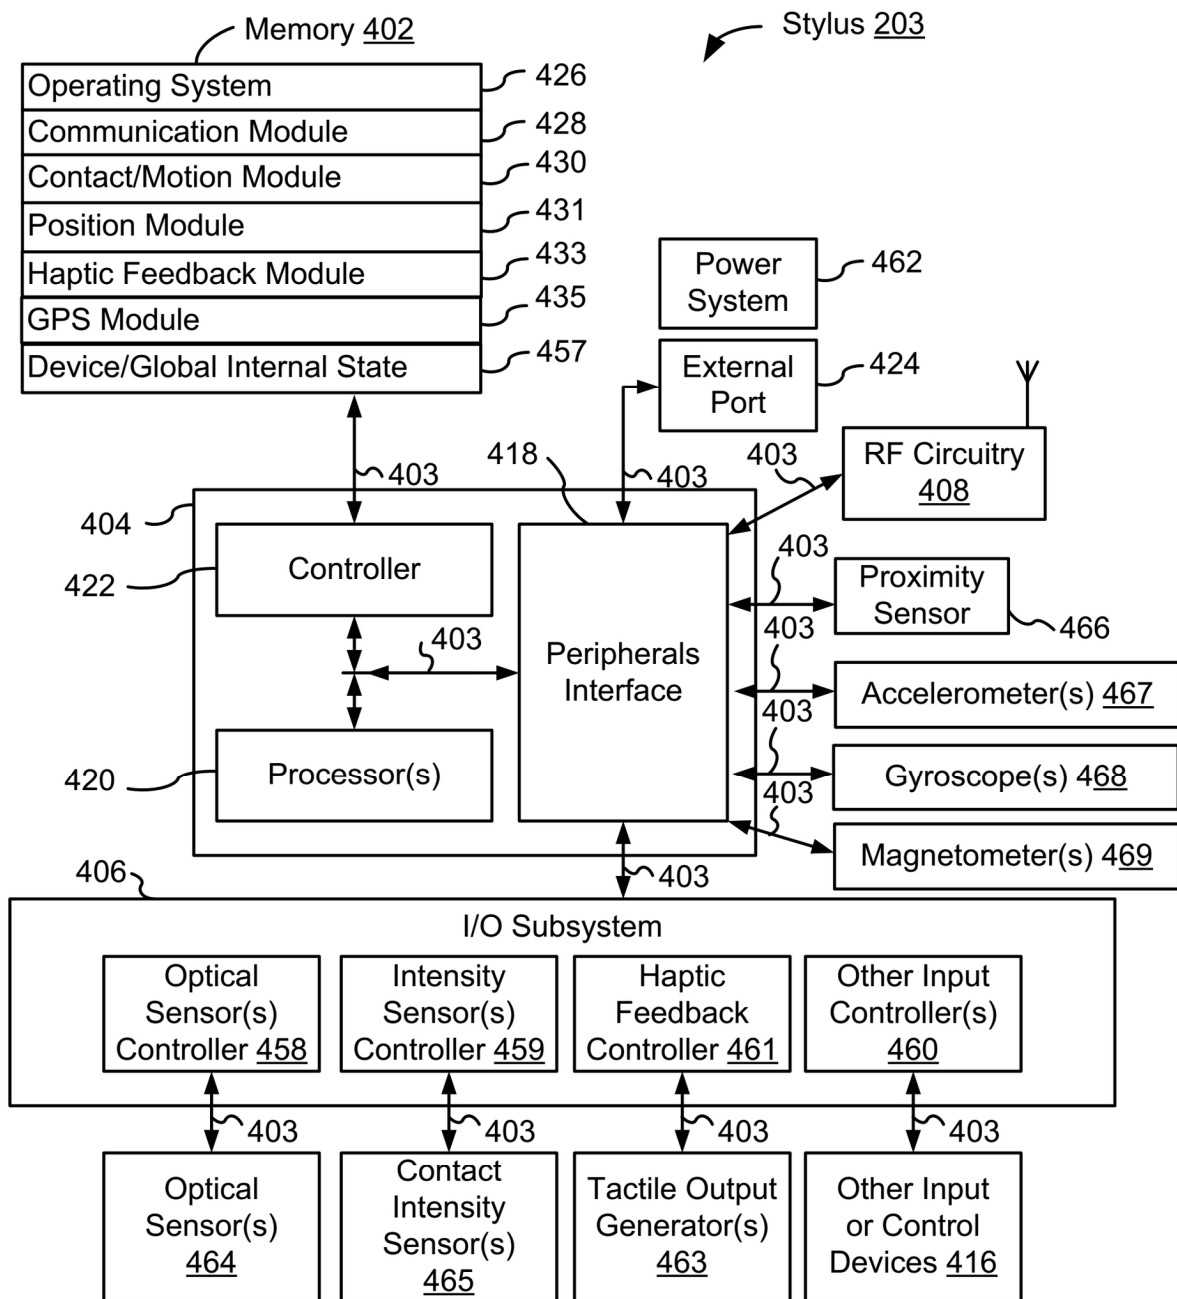 Memory 402
Stylus 203
Operating System
426
Communication Module
428
Contact/Motion Module
430
Position Module
431
Haptic Feedback Module
433
GPS Module
435
Device/Global Internal State
457
Power
System
462
External
Port
424
RF Circuitry
408
403
403
403
418
404
Controller
422
403
Peripherals
Interface
Processor(s)
420
403
Proximity
Sensor
466
403
Accelerometer(s) 467
403
Gyroscope(s) 468
403
Magnetometer(s) 469
403
406
I/O Subsystem
Optical
Sensor(s)
Controller 458
Intensity
Sensor(s)
Controller 459
Haptic
Feedback
Controller 461
Other Input
Controller(s)
460
403
403
403
403
Optical
Sensor(s)
464
Contact
Intensity
Sensor(s)
465
Tactile Output
Generator(s)
463
Other Input
or Control
Devices 416